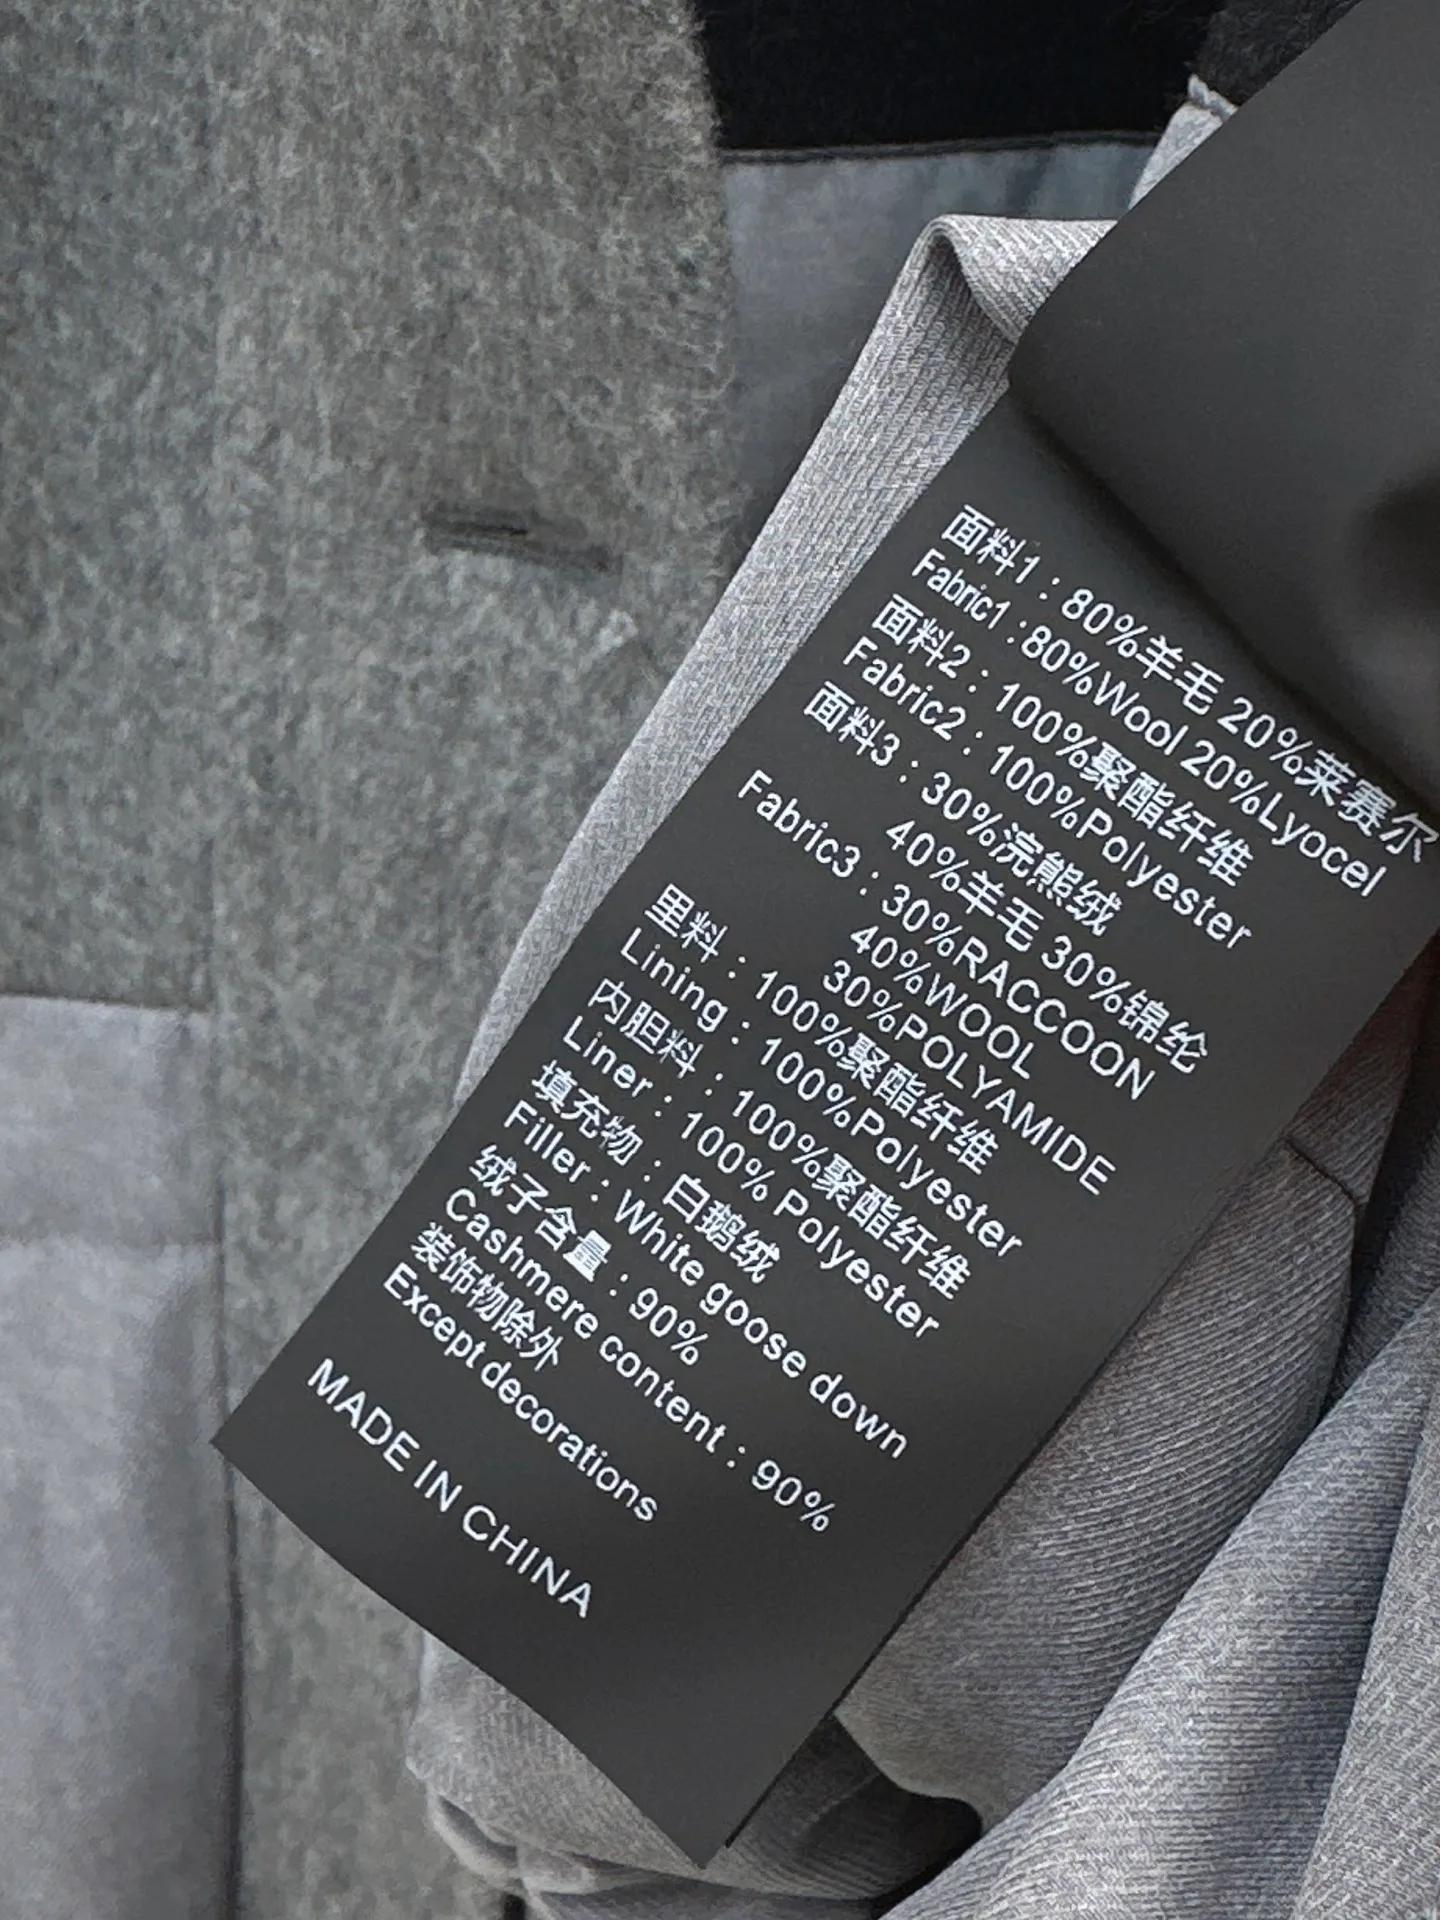 面料1：80%羊毛 20%莱赛尔
Fabric1：80%Wool 20%Lyocel
面料2：100%聚酯纤维
Fabric2：100%Polyester
面料3：30%浣熊绒
40%羊毛 30%锦纶
Fabric3：30%RACCOON
40%WOOL
30%POLYAMIDE
里料：100%聚酯纤维
Lining：100%Polyester
内胆料：100%聚酯纤维
Liner：100% Polyester
填充物：白鹅绒
Filler：White goose down
绒子含量：90%
Cashmere content：90%
装饰物除外
Except decorations
MADE IN CHINA